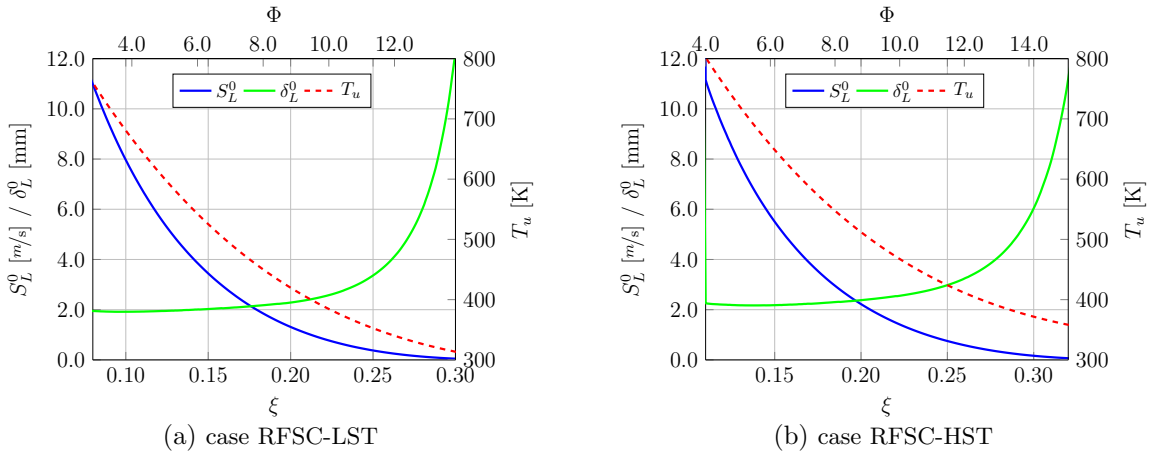 Φ
4.0 6.0 8.0 10.0 12.0
12.0 10.0 8.0 6.0 4.0 2.0 0.0
S_L^0 [m/s] / δ_L^0 [mm]
S_L^0 δ_L^0 T_u
800 700 600 500 400 300
T_u [K]
0.10 0.15 0.20 0.25 0.30
ξ
(a) case RFSC-LST
Φ
4.0 6.0 8.0 10.0 12.0 14.0
12.0 10.0 8.0 6.0 4.0 2.0 0.0
S_L^0 [m/s] / δ_L^0 [mm]
S_L^0 δ_L^0 T_u
800 700 600 500 400 300
T_u [K]
0.15 0.20 0.25 0.30
ξ
(b) case RFSC-HST